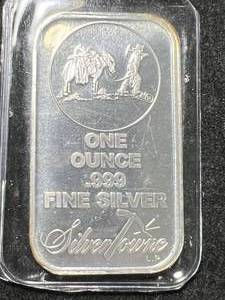 ONE
OUNCE
.999
FINE SILVER
SilverTowne
L.P.